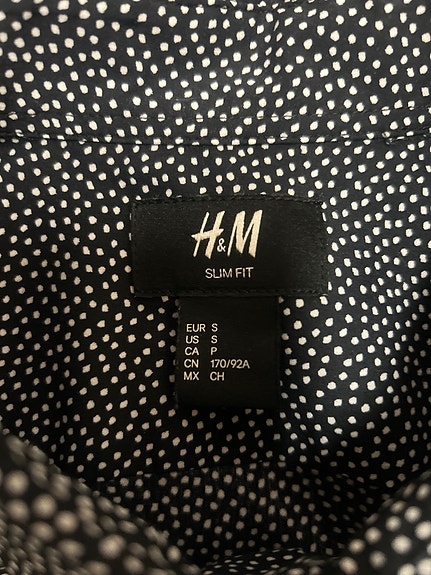 H&M
SLIM FIT
EUR S
US S
CA P
CN 170/92A
MX CH